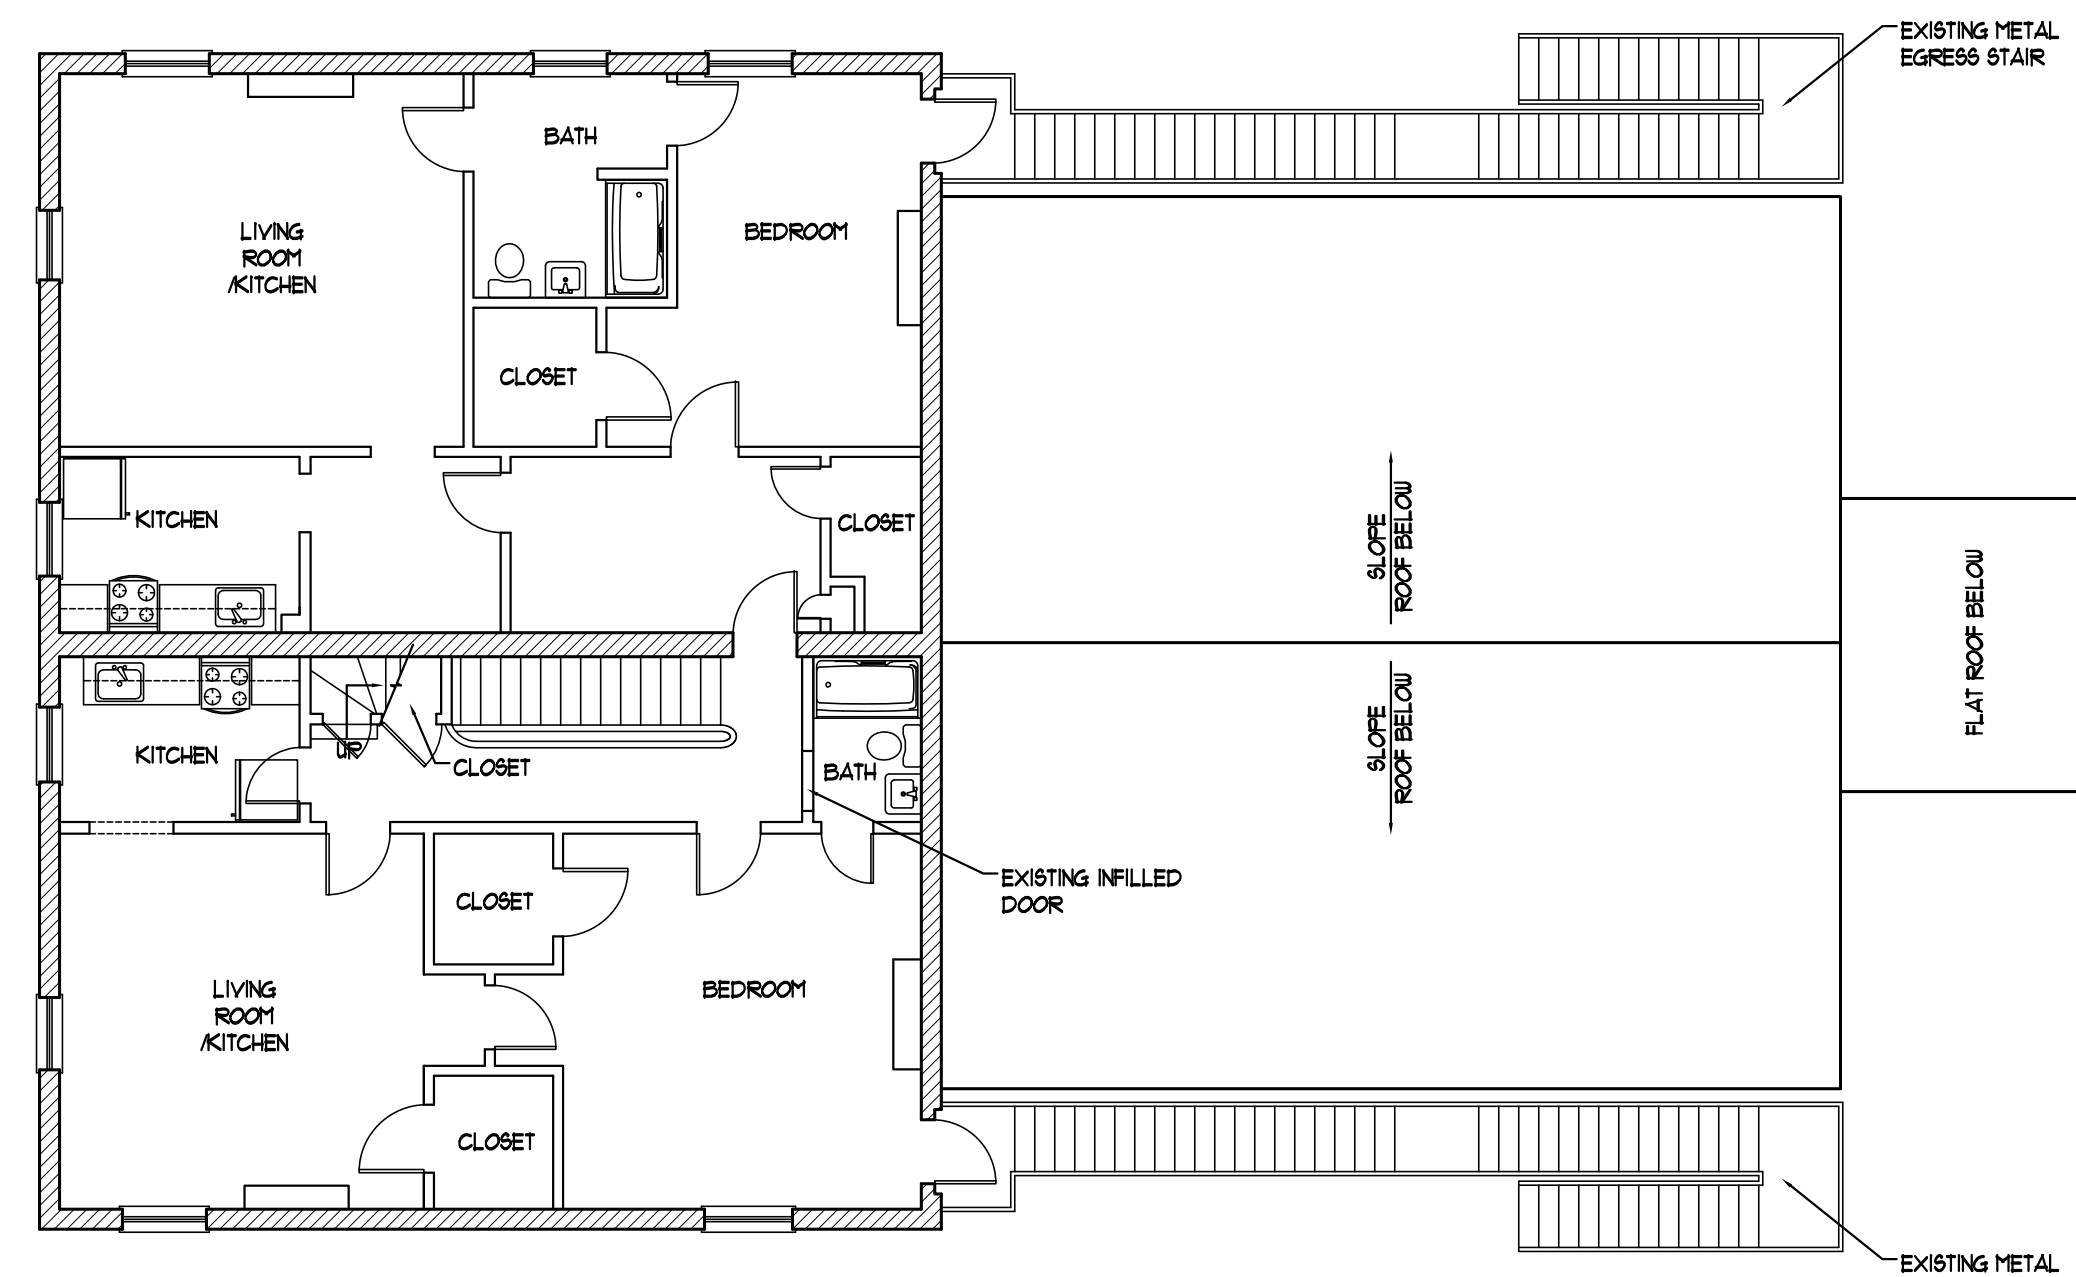 EXISTING METAL
EGRESS STAIR
BATH
LIVING
ROOM
/KITCHEN
BEDROOM
CLOSET
KITCHEN
CLOSET
SLOPE
ROOF BELOW
FLAT ROOF BELOW
SLOPE
ROOF BELOW
KITCHEN
UP
CLOSET
BATH
EXISTING INFILLED
DOOR
CLOSET
LIVING
ROOM
/KITCHEN
BEDROOM
CLOSET
EXISTING METAL